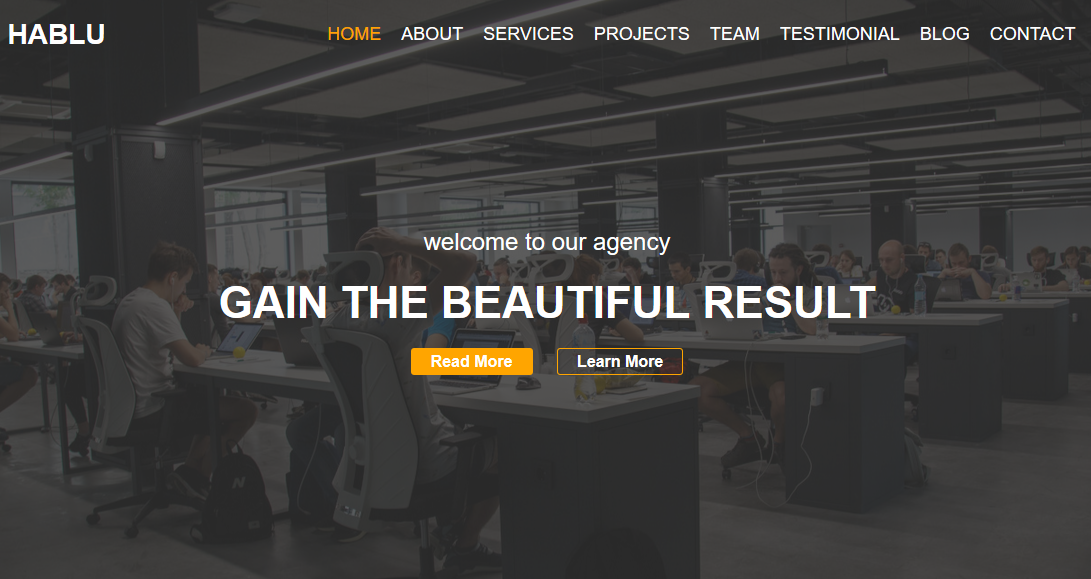 HABLU
HOME ABOUT SERVICES PROJECTS TEAM TESTIMONIAL BLOG CONTACT
welcome to our agency
GAIN THE BEAUTIFUL RESULT
Read More
Learn More